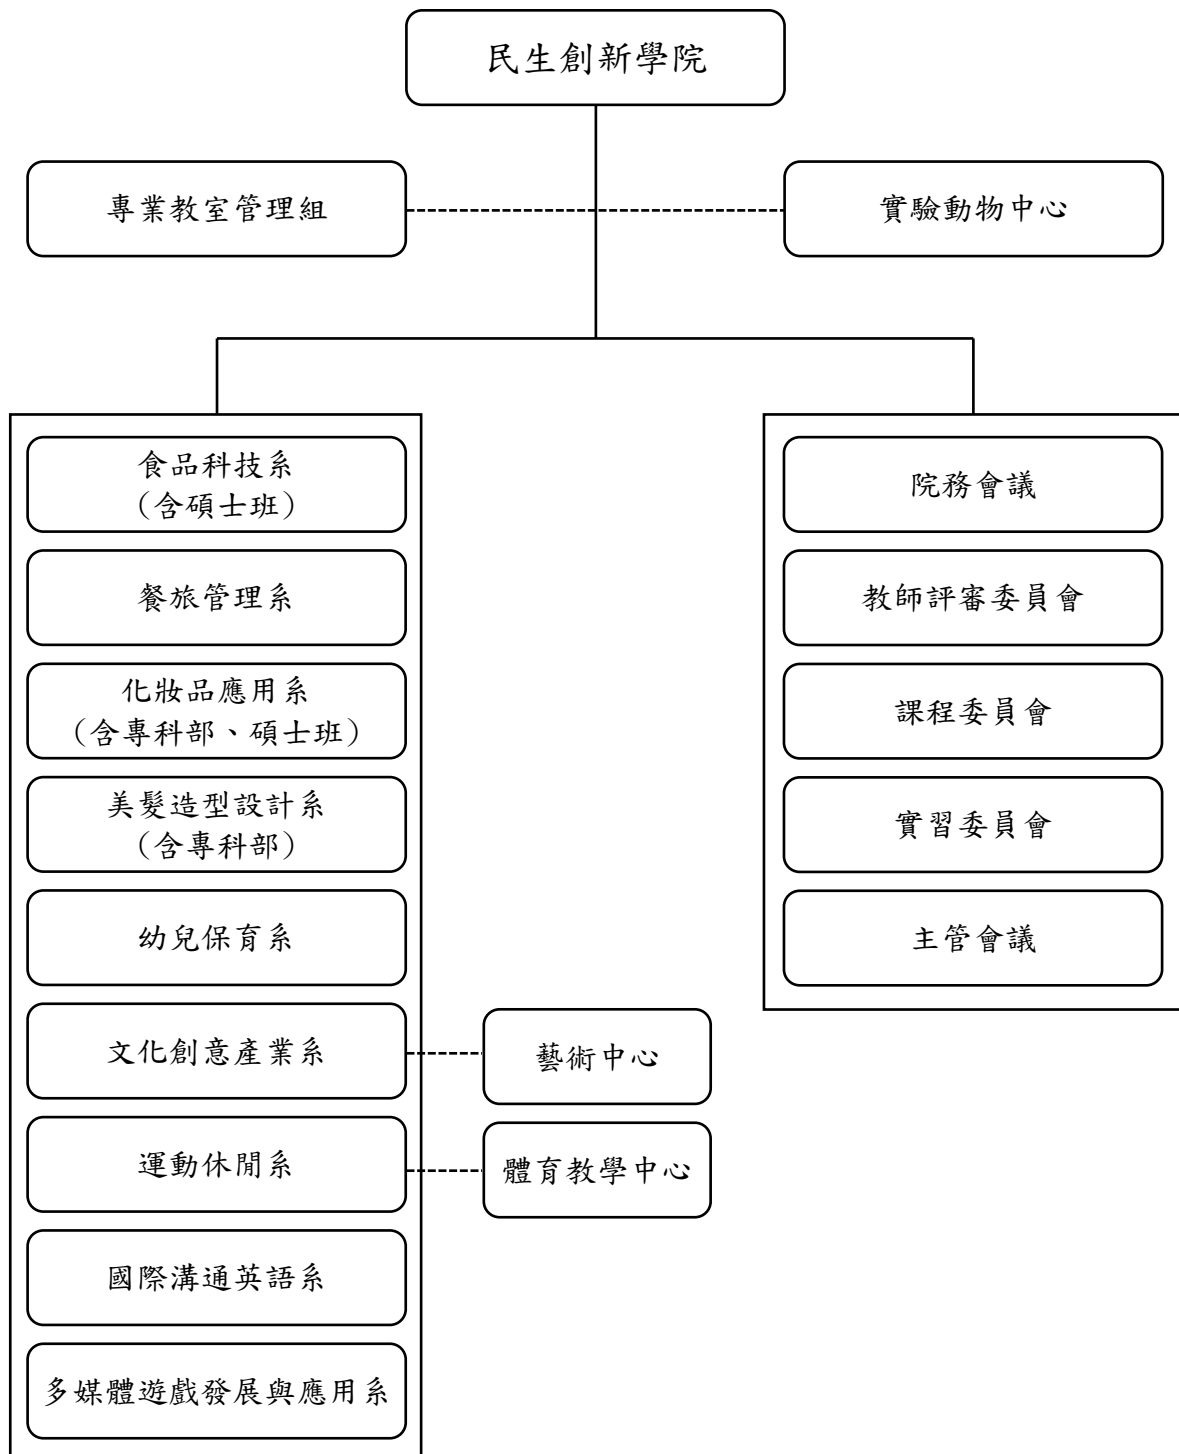 民生創新學院
專業教室管理組
實驗動物中心
食品科技系
（含碩士班）
餐旅管理系
化妝品應用系
（含專科部、碩士班）
美髮造型設計系
（含專科部）
幼兒保育系
文化創意產業系
運動休閒系
國際溝通英語系
多媒體遊戲發展與應用系
藝術中心
體育教學中心
院務會議
教師評審委員會
課程委員會
實習委員會
主管會議